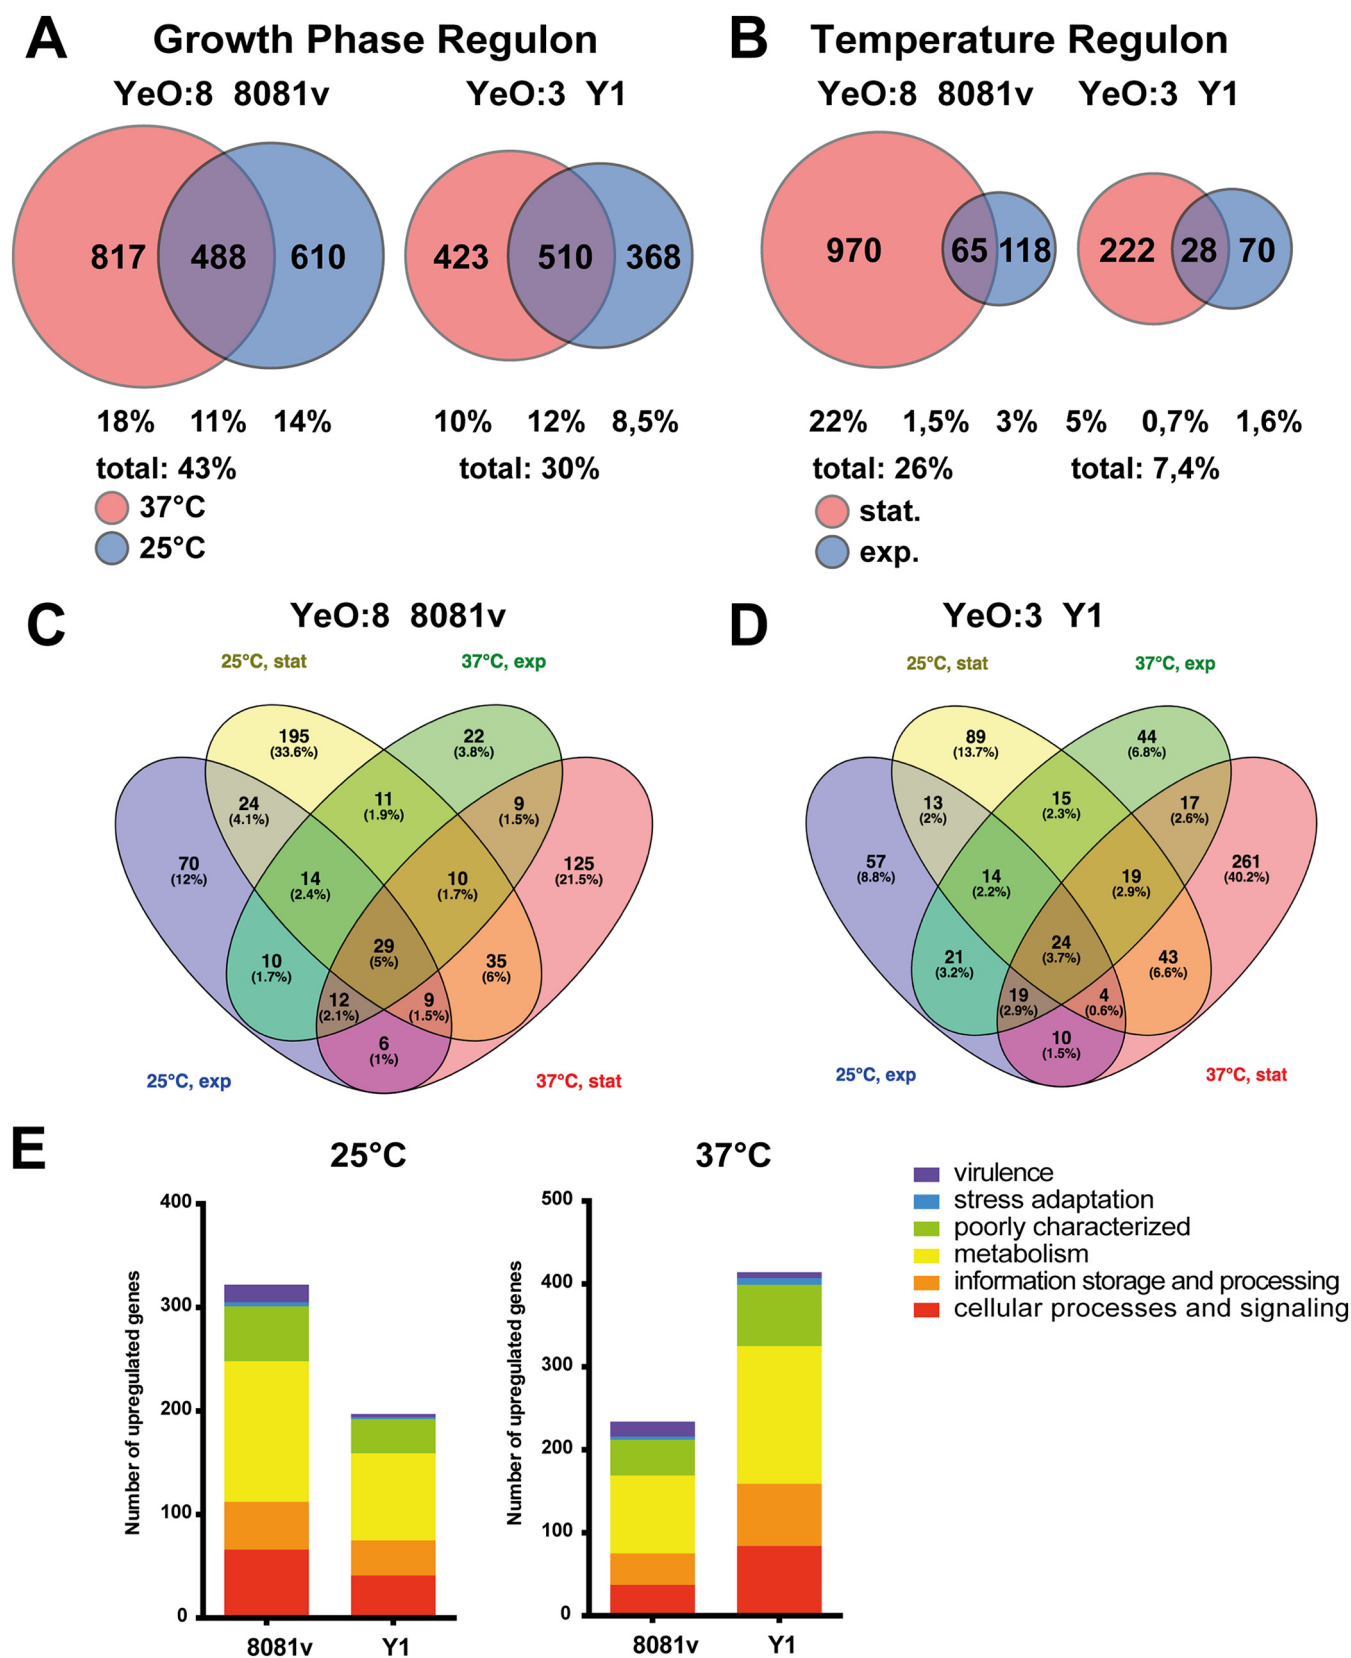 A Growth Phase Regulon
YeO:8 8081v YeO:3 Y1
817 488 610 423 510 368
18% 11% 14% 10% 12% 8,5%
total: 43% total: 30%
37°C
25°C
B Temperature Regulon
YeO:8 8081v YeO:3 Y1
970 65 118 222 28 70
22% 1,5% 3% 5% 0,7% 1,6%
total: 26% total: 7,4%
stat.
exp.
C YeO:8 8081v
25°C, stat 37°C, exp
195 22
(33.6%) (3.8%)
24 11 9
(4.1%) (1.9%) (1.5%)
70 14 10 125
(12%) (2.4%) (1.7%) (21.5%)
10 29 35
(1.7%) (5%) (6%)
12 9
(2.1%) (1.5%)
6
(1%)
25°C, exp 37°C, stat
D YeO:3 Y1
25°C, stat 37°C, exp
89 44
(13.7%) (6.8%)
13 15 17
(2%) (2.3%) (2.6%)
57 14 19 261
(8.8%) (2.2%) (2.9%) (40.2%)
21 24 43
(3.2%) (3.7%) (6.6%)
19 4
(2.9%) (0.6%)
10
(1.5%)
25°C, exp 37°C, stat
E 25°C
Number of upregulated genes
400
300
200
100
0
8081v Y1
37°C
Number of upregulated genes
500
400
300
200
100
0
8081v Y1
virulence
stress adaptation
poorly characterized
metabolism
information storage and processing
cellular processes and signaling